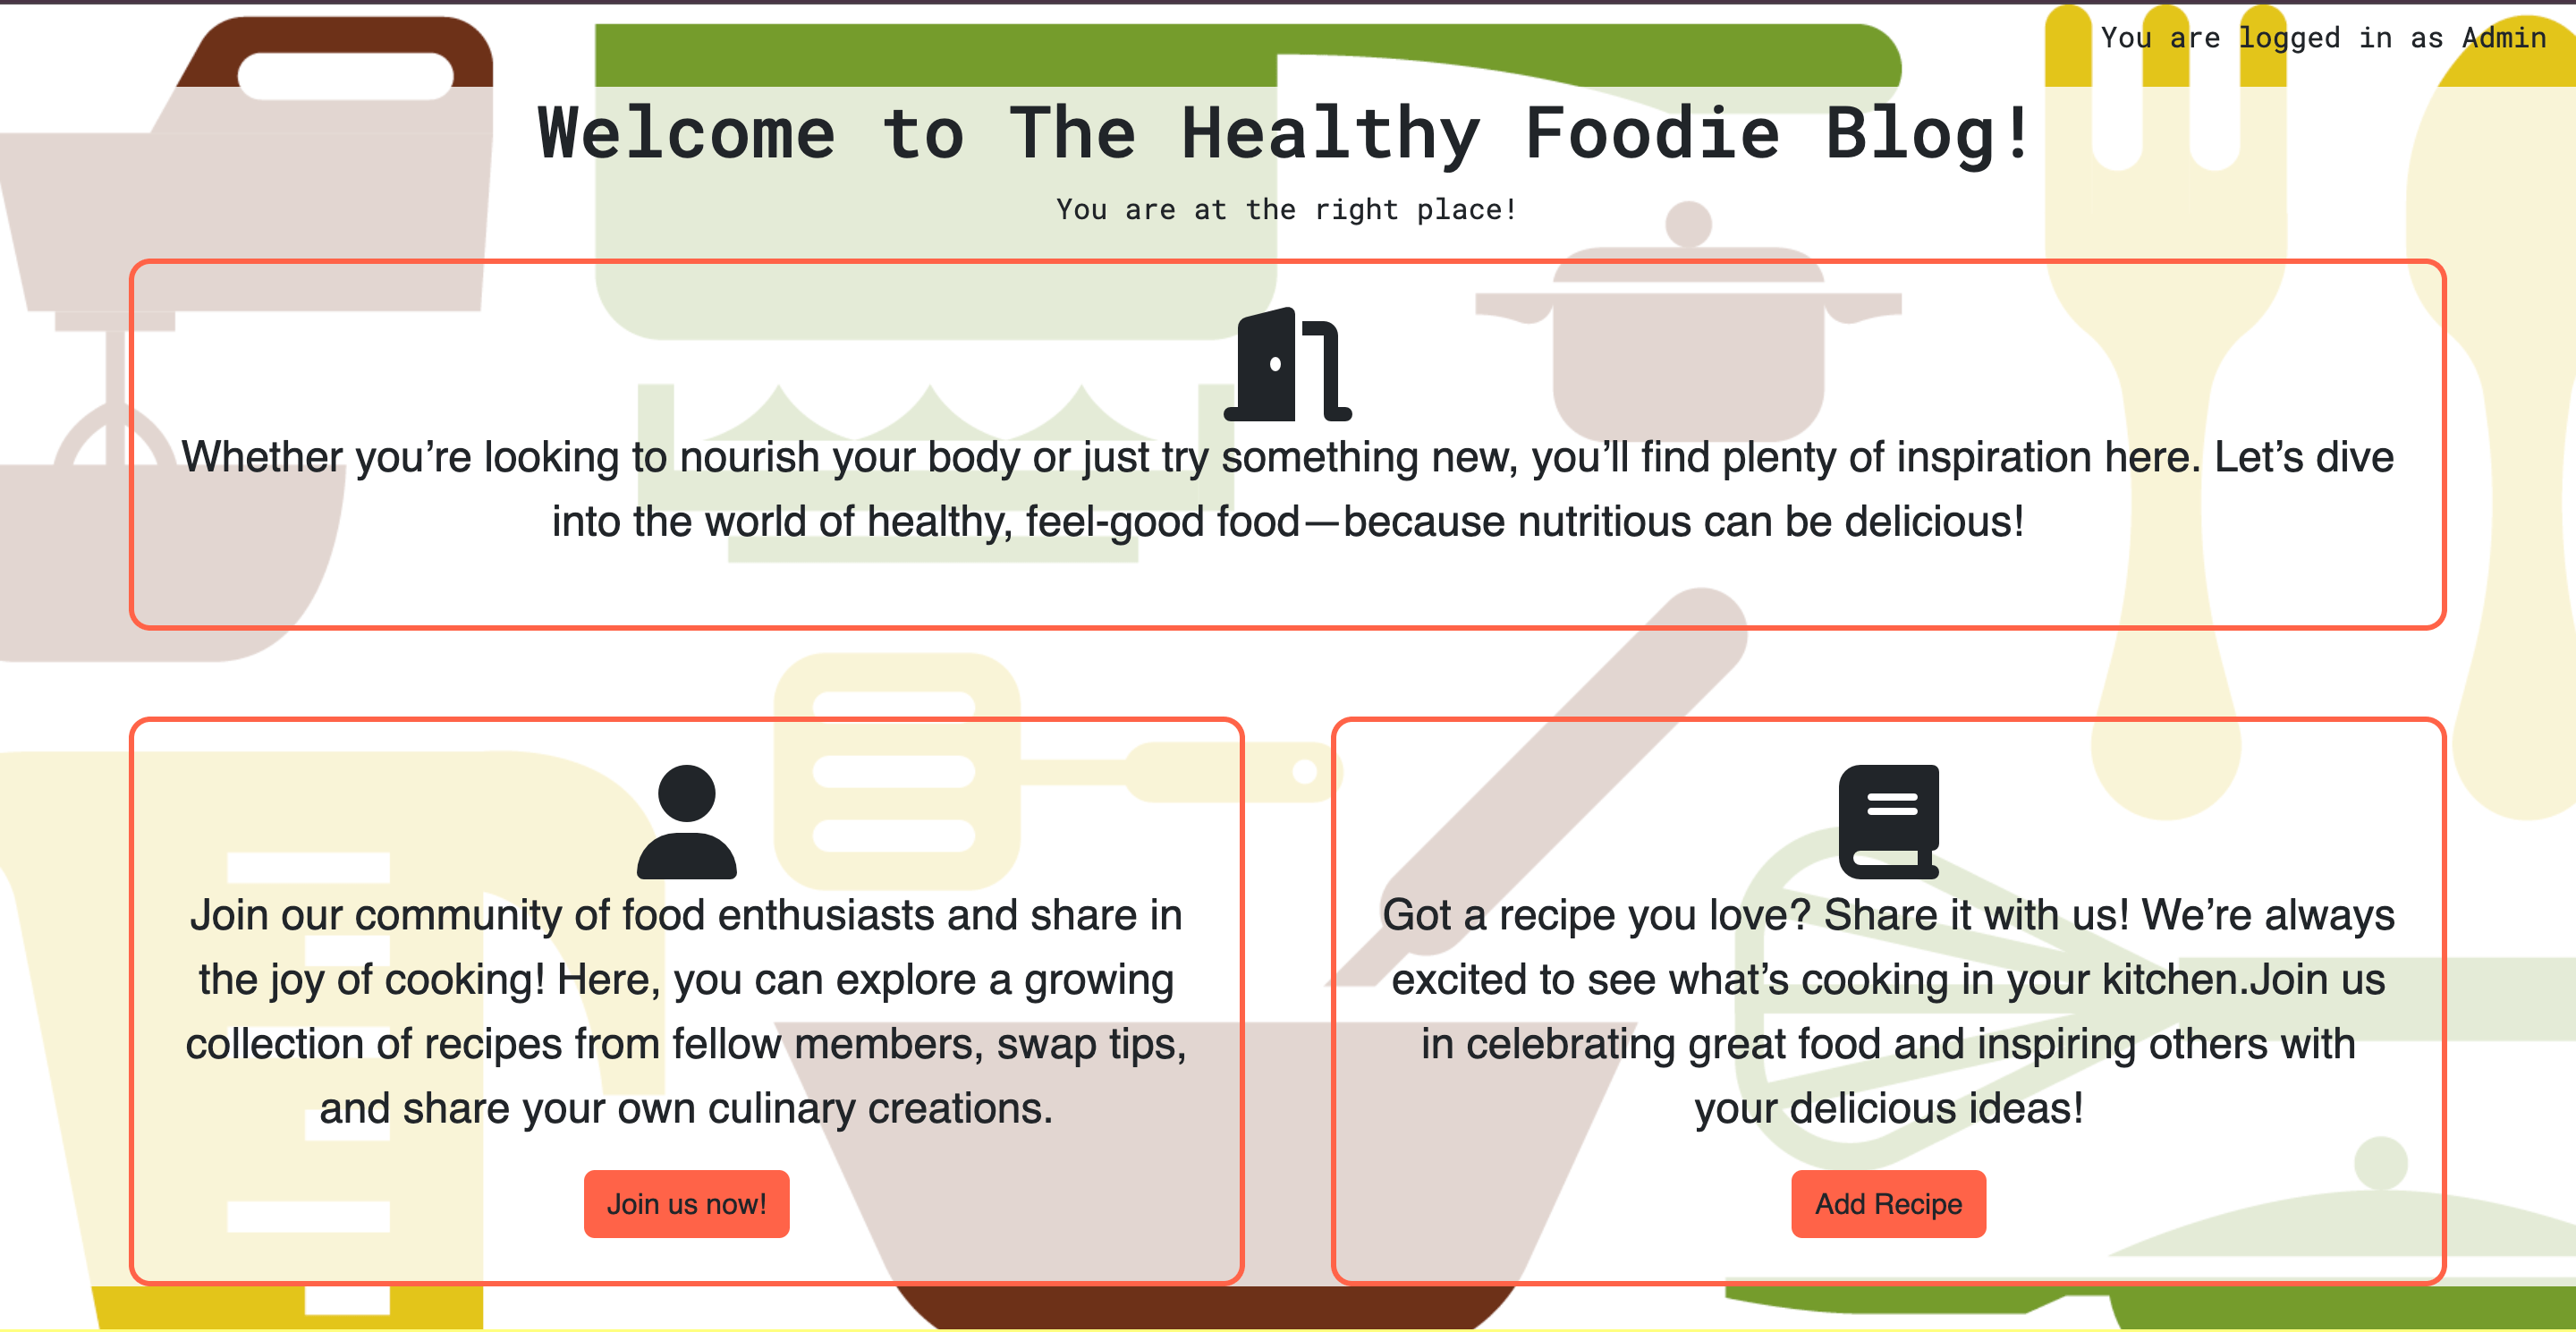 You are logged in as Admin
Welcome to The Healthy Foodie Blog!
You are at the right place!
Whether you’re looking to nourish your body or just try something new, you’ll find plenty of inspiration here. Let’s dive
into the world of healthy, feel-good food—because nutritious can be delicious!
Join our community of food enthusiasts and share in
the joy of cooking! Here, you can explore a growing
collection of recipes from fellow members, swap tips,
and share your own culinary creations.
Join us now!
Got a recipe you love? Share it with us! We’re always
excited to see what’s cooking in your kitchen.Join us
in celebrating great food and inspiring others with
your delicious ideas!
Add Recipe